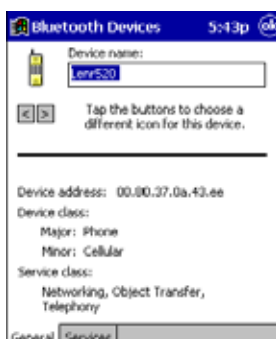 Bluetooth Devices 5:43p ok
Device name:
Lenr520
< >
Tap the buttons to choose a
different icon for this device.
Device address: 00.80.37.0a.43.ee
Device class:
Major: Phone
Minor: Cellular
Service class:
Networking, Object Transfer,
Telephony
General Services